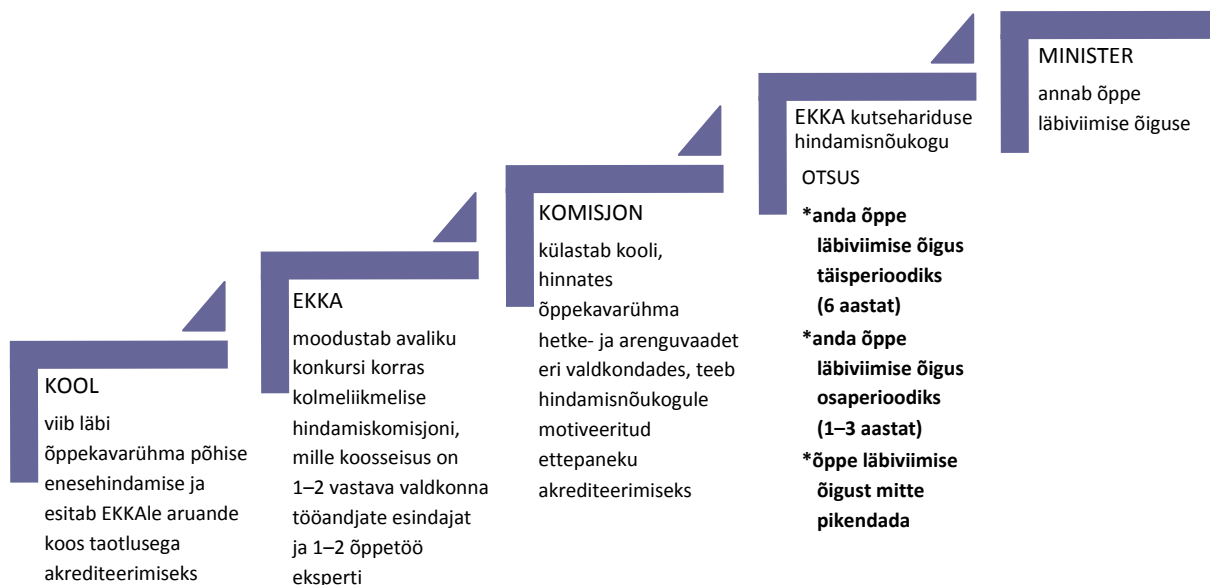 KOOL
viib läbi
õppekavarühma põhise
enesehindamise ja
esitab EKKAle aruande
koos taotlusega
akrediteerimiseks
EKKA
moodustab avaliku
konkursi korras
kolmeliikmelise
hindamiskomisjoni,
mille koosseisus on
1–2 vastava valdkonna
tööandjate esindajat
ja 1–2 õppetöö
eksperti
KOMISJON
külastab kooli,
hinnates
õppekavarühma
hetke- ja arenguvaadet
eri valdkondades, teeb
hindamisnõukogule
motiveeritud
ettepaneku
akrediteerimiseks
EKKA kutsehariduse
hindamisnõukogu
OTSUS
*anda õppe
läbiviimise õigus
täisperioodiks
(6 aastat)
*anda õppe
läbiviimise õigus
osaperioodiks
(1–3 aastat)
*õppe läbiviimise
õigust mitte
pikendada
MINISTER
annab õppe
läbiviimise õiguse